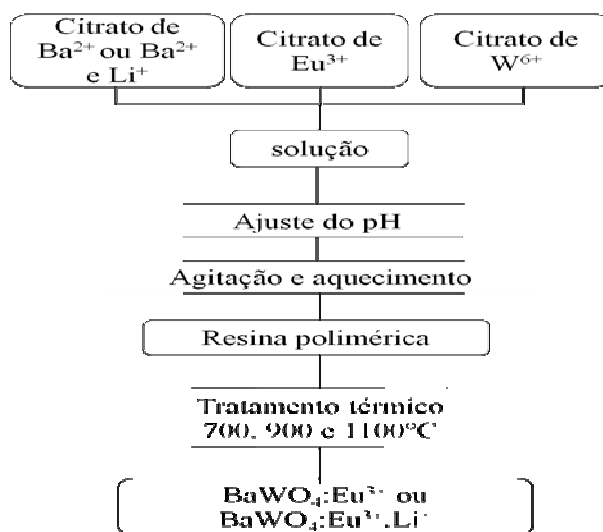 Citrato de
Ba²⁺ ou Ba²⁺
e Li⁺
Citrato de
Eu³⁺
Citrato de
W⁶⁺
solução
Ajuste do pH
Agitação e aquecimento
Resina polimérica
Tratamento térmico
700, 900 e 1100°C
BaWO₄:Eu³⁺ ou
BaWO₄:Eu³⁺,Li⁺